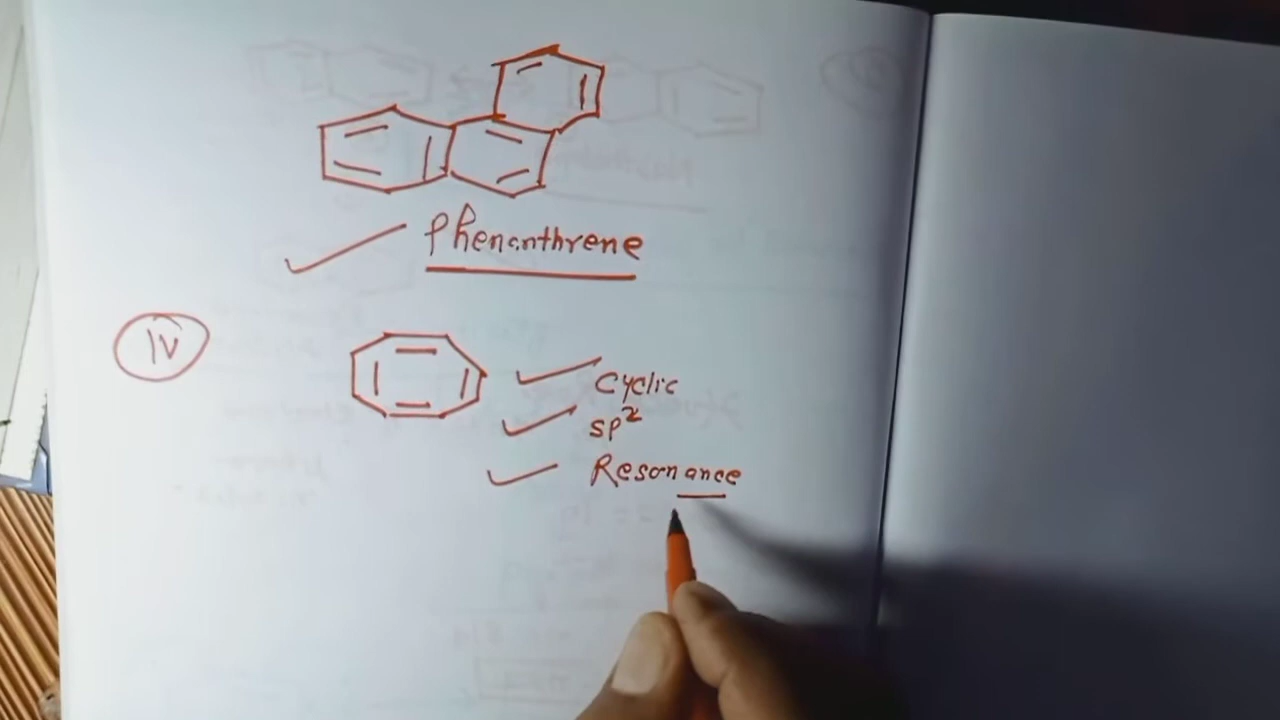 Phenanthrene
IV
Cyclic
sp²
Resonance